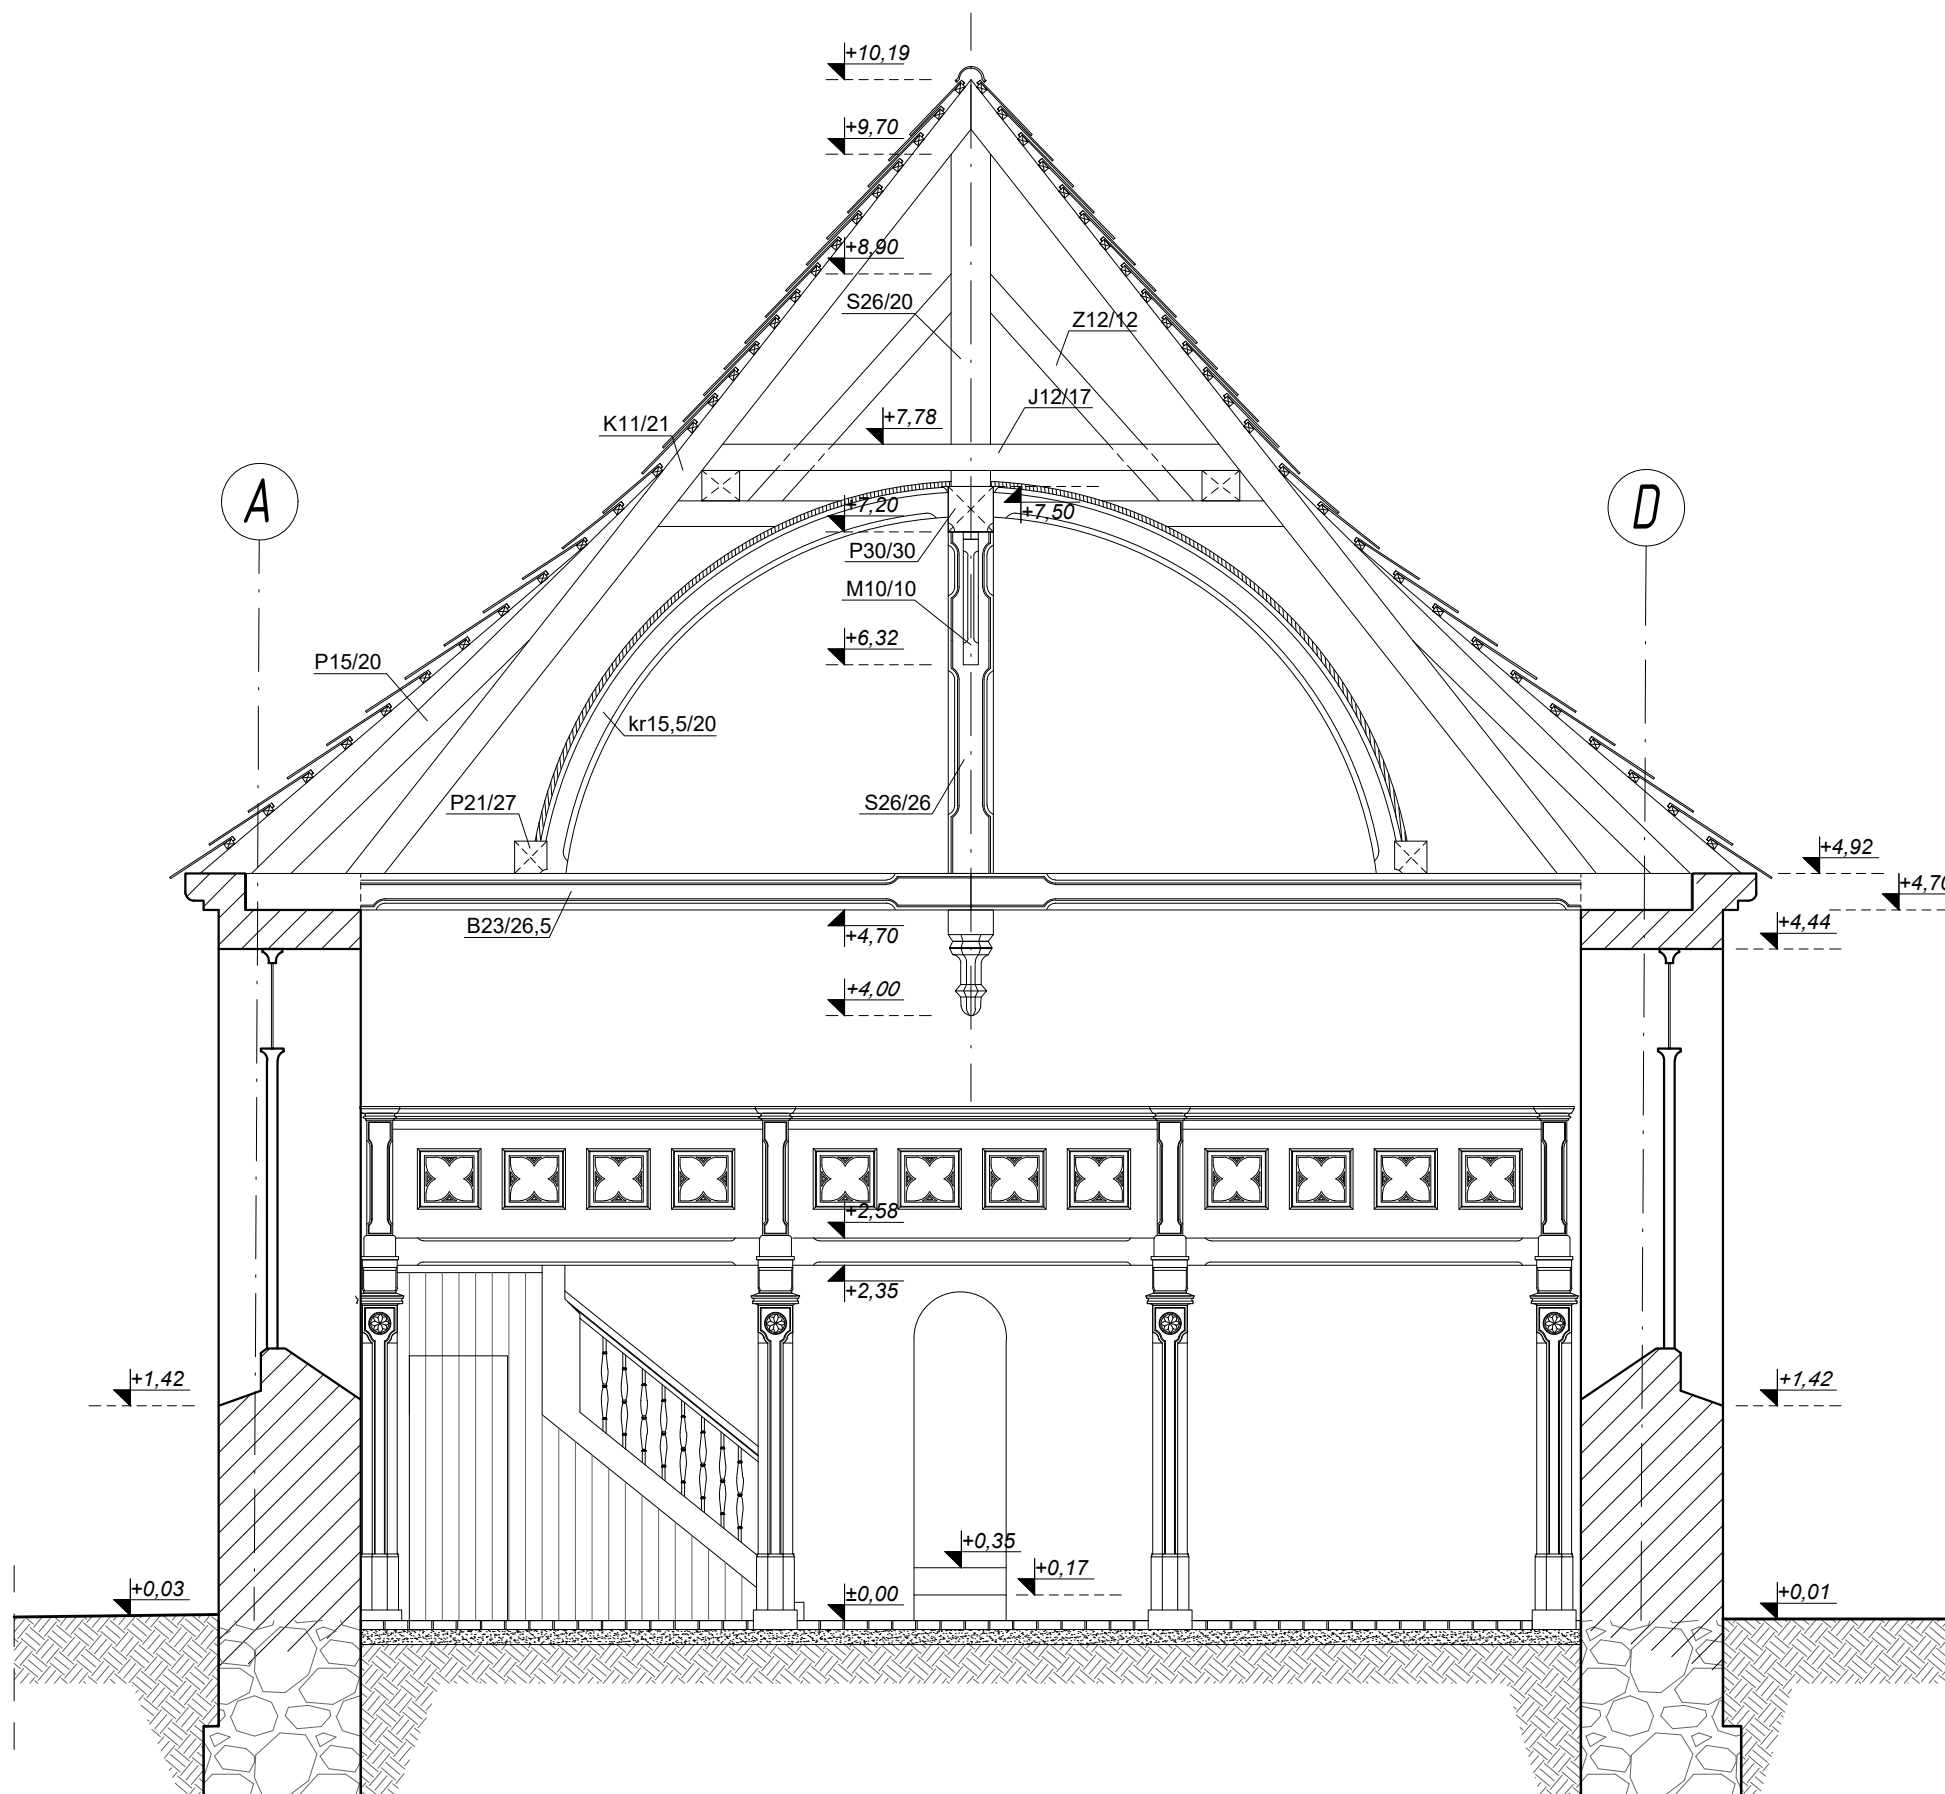 +10,19
+9,70
+8,90
S26/20
Z12/12
J12/17
+7,78
K11/21
A
D
+7,20
+7,50
P30/30
M10/10
+6,32
P15/20
kr15,5/20
P21/27
S26/26
+4,92
+4,70
B23/26,5
+4,70
+4,44
+4,00
+2,58
+2,35
+1,42
+1,42
+0,35
+0,17
+0,03
±0,00
+0,01